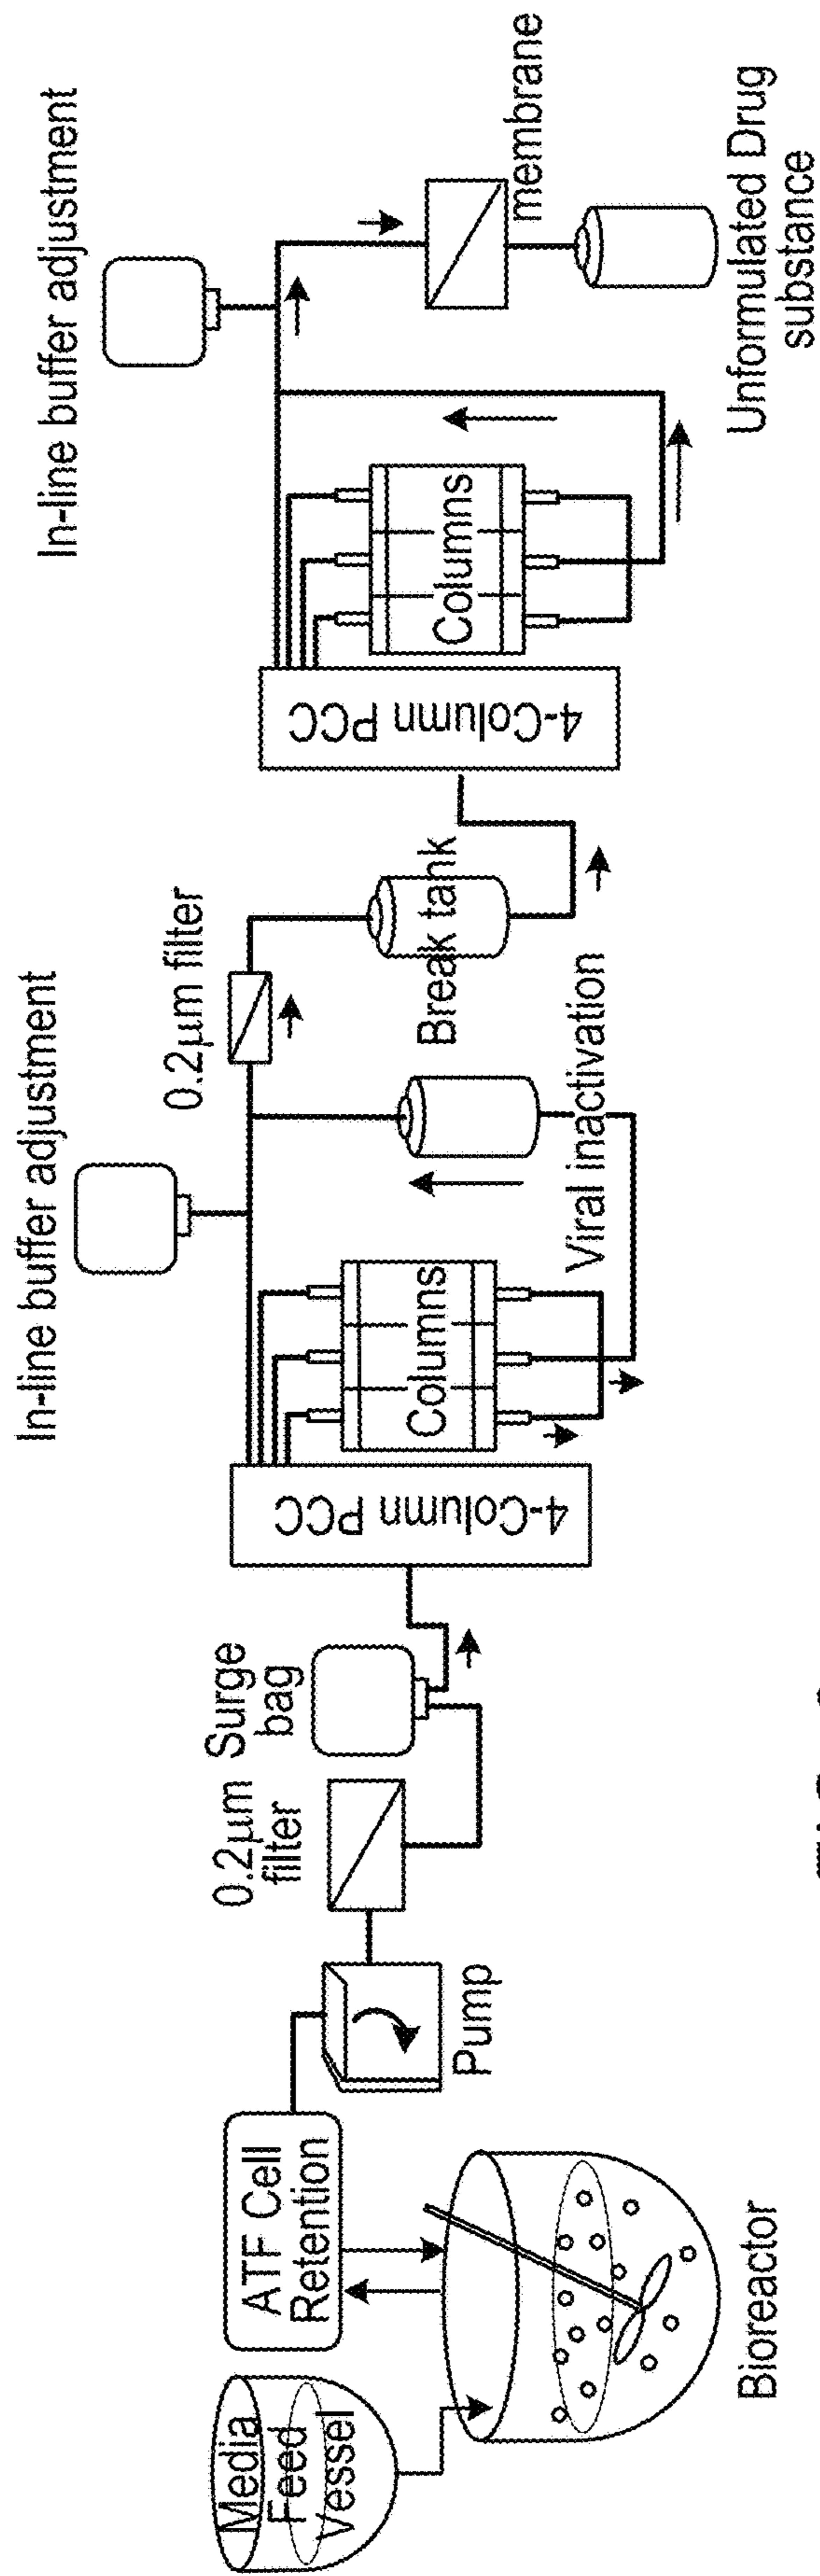 Media
Feed
Vessel
Bioreactor
ATF Cell
Retention
Pump
0.2μm
filter
Surge
bag
4-Column PCC
Columns
In-line buffer adjustment
Viral inactivation
0.2μm filter
Break tank
4-Column PCC
Columns
In-line buffer adjustment
membrane
Unformulated Drug
substance